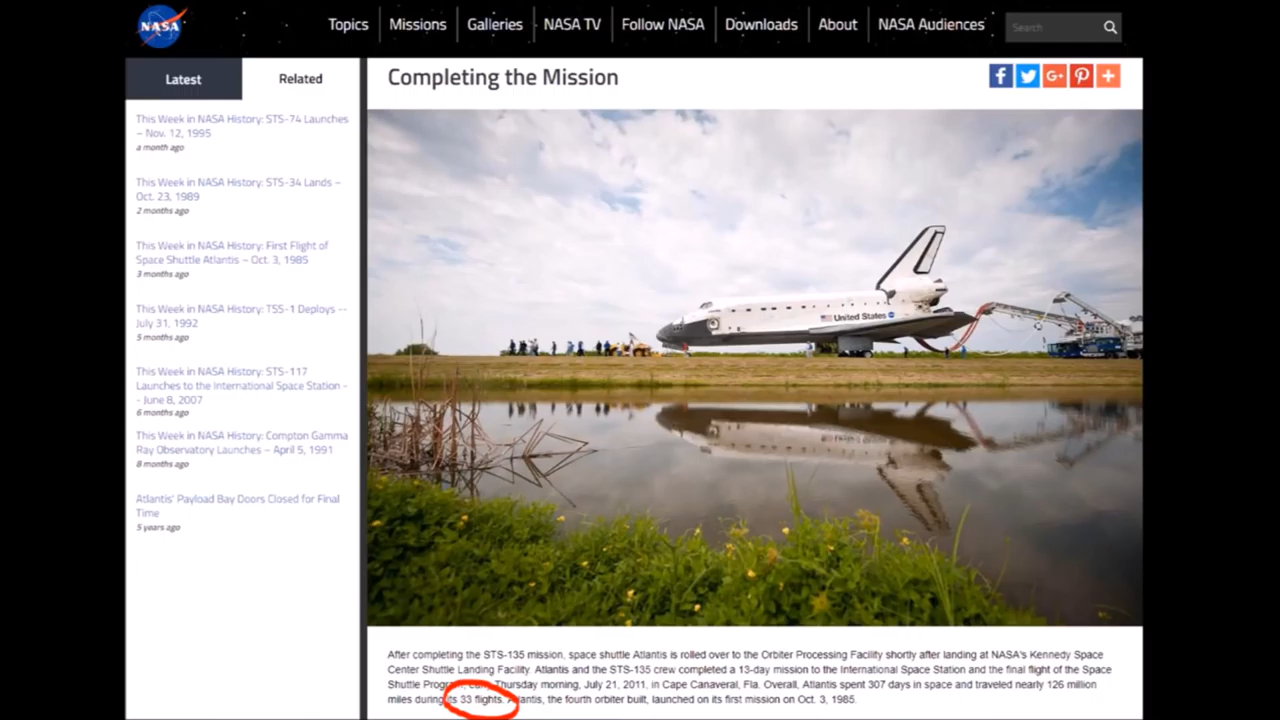 NASA
Topics
Missions
Galleries
NASA TV
Follow NASA
Downloads
About
NASA Audiences
Search
Latest
Related
This Week in NASA History: STS-74 Launches
– Nov. 12, 1995
a month ago
This Week in NASA History: STS-34 Lands –
Oct. 23, 1989
2 months ago
This Week in NASA History: First Flight of
Space Shuttle Atlantis – Oct. 3, 1985
3 months ago
This Week in NASA History: TSS-1 Deploys --
July 31, 1992
5 months ago
This Week in NASA History: STS-117
Launches to the International Space Station -
- June 8, 2007
6 months ago
This Week in NASA History: Compton Gamma
Ray Observatory Launches – April 5, 1991
8 months ago
Atlantis' Payload Bay Doors Closed for Final
Time
5 years ago
Completing the Mission
United States
After completing the STS-135 mission, space shuttle Atlantis is rolled over to the Orbiter Processing Facility shortly after landing at NASA's Kennedy Space
Center Shuttle Landing Facility. Atlantis and the STS-135 crew completed a 13-day mission to the International Space Station and the final flight of the Space
Shuttle Thursday morning, July 21, 2011, in Cape Canaveral, Fla. Overall, Atlantis spent 307 days in space and traveled nearly 126 million
miles during its 33 flights. Atlantis, the fourth orbiter built, launched on its first mission on Oct. 3, 1985.